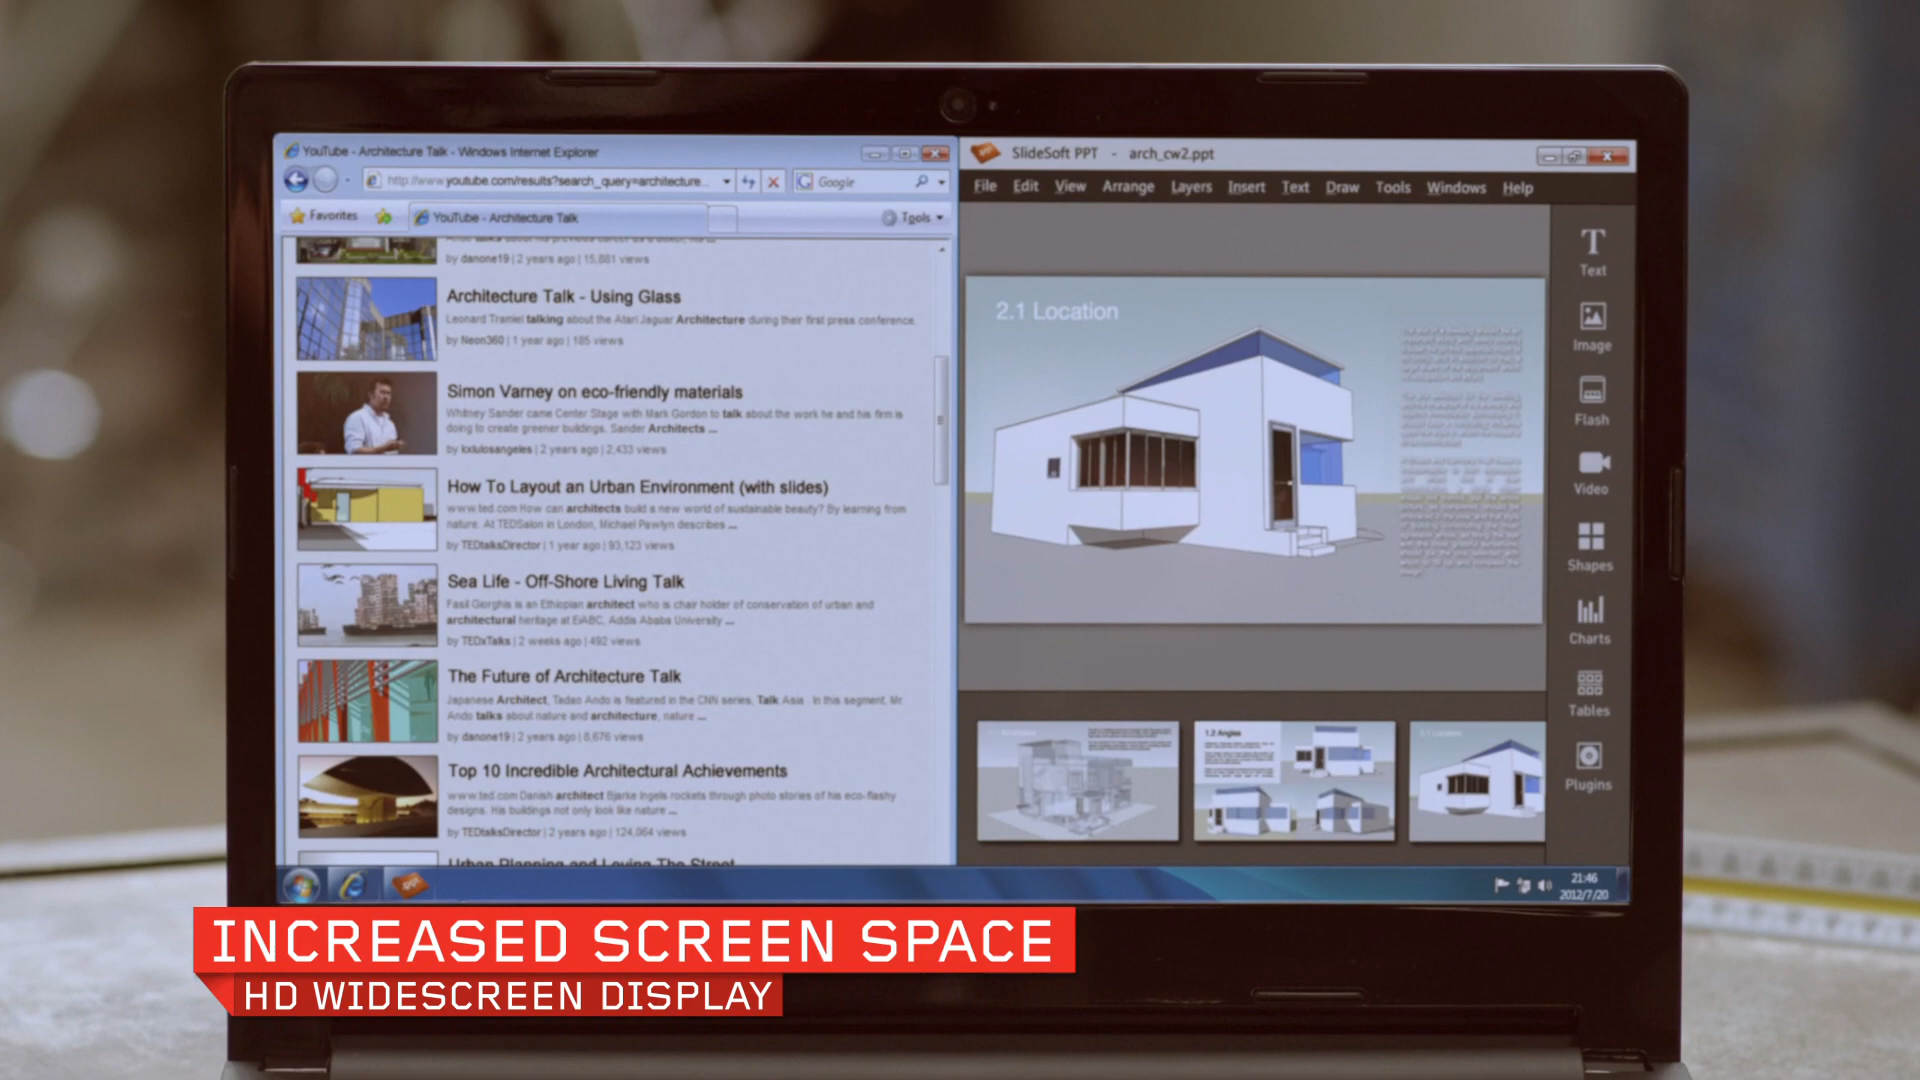 YouTube - Architecture Talk - Windows Internet Explorer
http://www.youtube.com/results?search_query=architecture...
Google
Favorites
YouTube - Architecture Talk
Tools
by danone19 | 2 years ago | 15,881 views
Architecture Talk - Using Glass
Leonard Tramiel talking about the Atari Jaguar Architecture during their first press conference.
by Neon360 | 1 year ago | 185 views
Simon Varney on eco-friendly materials
Whitney Sander came Center Stage with Mark Gordon to talk about the work he and his firm is
doing to create greener buildings. Sander Architects ...
by kxlulosangeles | 2 years ago | 2,433 views
How To Layout an Urban Environment (with slides)
www.ted.com How can architects build a new world of sustainable beauty? By learning from
nature. At TEDSalon in London, Michael Pawlyn describes ...
by TEDtalksDirector | 1 year ago | 93,123 views
Sea Life - Off-Shore Living Talk
Fasil Giorghis is an Ethiopian architect who is chair holder of conservation of urban and
architectural heritage at EiABC, Addis Ababa University ...
by TEDxTalks | 2 weeks ago | 492 views
The Future of Architecture Talk
Japanese Architect, Tadao Ando is featured in the CNN series, Talk Asia . In this segment, Mr.
Ando talks about nature and architecture, nature ...
by danone19 | 2 years ago | 8,676 views
Top 10 Incredible Architectural Achievements
www.ted.com Danish architect Bjarke Ingels rockets through photo stories of his eco-flashy
designs. His buildings not only look like nature ...
by TEDtalksDirector | 2 years ago | 124,064 views
Urban Planning and Loving The Street
SlideSoft PPT - arch_cw2.ppt
File Edit View Arrange Layers Insert Text Draw Tools Windows Help
2.1 Location
Text
Image
Flash
Video
Shapes
Charts
Tables
Plugins
1.2 Angles
2.1 Location
21:46
2012/7/20
INCREASED SCREEN SPACE
HD WIDESCREEN DISPLAY